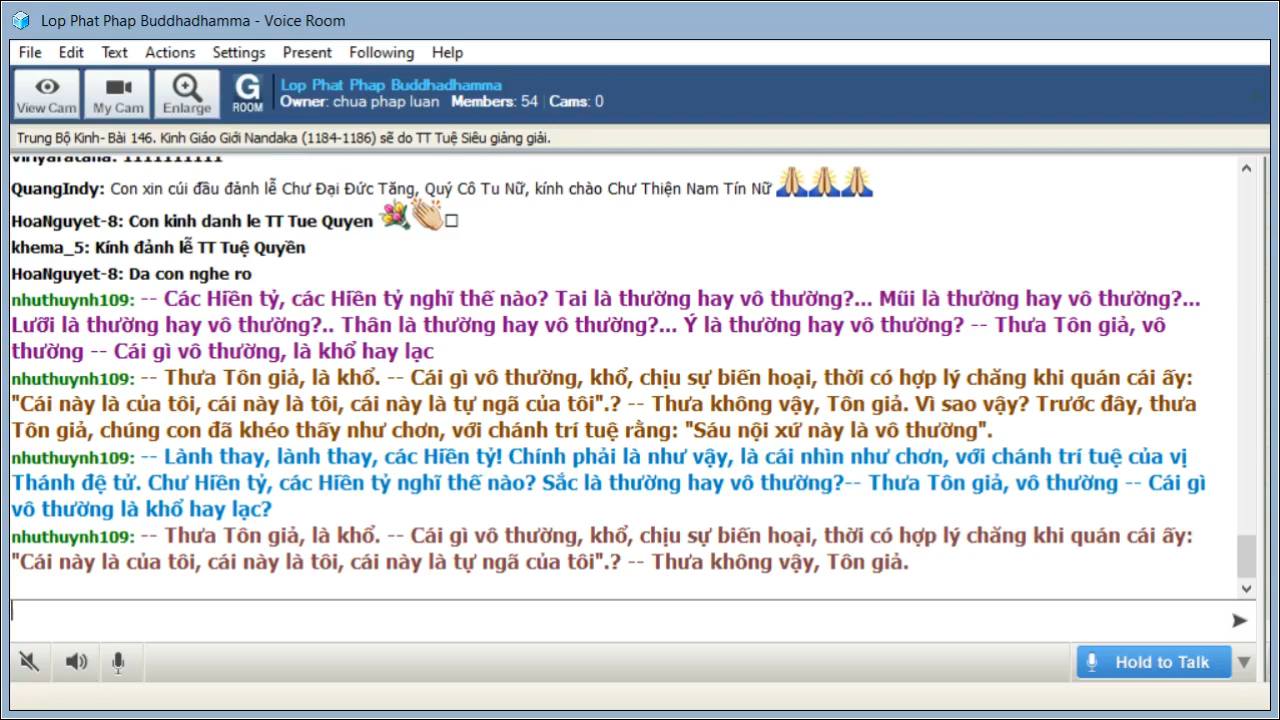 Lop Phat Phap Buddhadhamma - Voice Room
File Edit Text Actions Settings Present Following Help
View Cam My Cam Enlarge G ROOM
Lop Phat Phap Buddhadhamma
Owner: chua phap luan Members: 54 Cams: 0
Trung Bộ Kinh- Bài 146. Kinh Giáo Giới Nandaka (1184-1186) sẽ do TT Tuệ Siêu giảng giải.
QuangIndy: Con xin cúi đầu đảnh lễ Chư Đại Đức Tăng, Quý Cô Tu Nữ, kính chào Chư Thiện Nam Tín Nữ 🙏🙏🙏
HoaNguyet-8: Con kinh danh le TT Tue Quyen 💐👏□
khema_5: Kính đảnh lễ TT Tuệ Quyền
HoaNguyet-8: Da con nghe ro
nhuthuynh109: -- Các Hiền tỷ, các Hiền tỷ nghĩ thế nào? Tai là thường hay vô thường?... Mũi là thường hay vô thường?...
Lưỡi là thường hay vô thường?.. Thân là thường hay vô thường?... Ý là thường hay vô thường? -- Thưa Tôn giả, vô
thường -- Cái gì vô thường, là khổ hay lạc
nhuthuynh109: -- Thưa Tôn giả, là khổ. -- Cái gì vô thường, khổ, chịu sự biến hoại, thời có hợp lý chăng khi quán cái ấy:
"Cái này là của tôi, cái này là tôi, cái này là tự ngã của tôi".? -- Thưa không vậy, Tôn giả. Vì sao vậy? Trước đây, thưa
Tôn giả, chúng con đã khéo thấy như chơn, với chánh trí tuệ rằng: "Sáu nội xứ này là vô thường".
nhuthuynh109: -- Lành thay, lành thay, các Hiền tỷ! Chính phải là như vậy, là cái nhìn như chơn, với chánh trí tuệ của vị
Thánh đệ tử. Chư Hiền tỷ, các Hiền tỷ nghĩ thế nào? Sắc là thường hay vô thường?-- Thưa Tôn giả, vô thường -- Cái gì
vô thường là khổ hay lạc?
nhuthuynh109: -- Thưa Tôn giả, là khổ. -- Cái gì vô thường, khổ, chịu sự biến hoại, thời có hợp lý chăng khi quán cái ấy:
"Cái này là của tôi, cái này là tôi, cái này là tự ngã của tôi".? -- Thưa không vậy, Tôn giả.
Hold to Talk